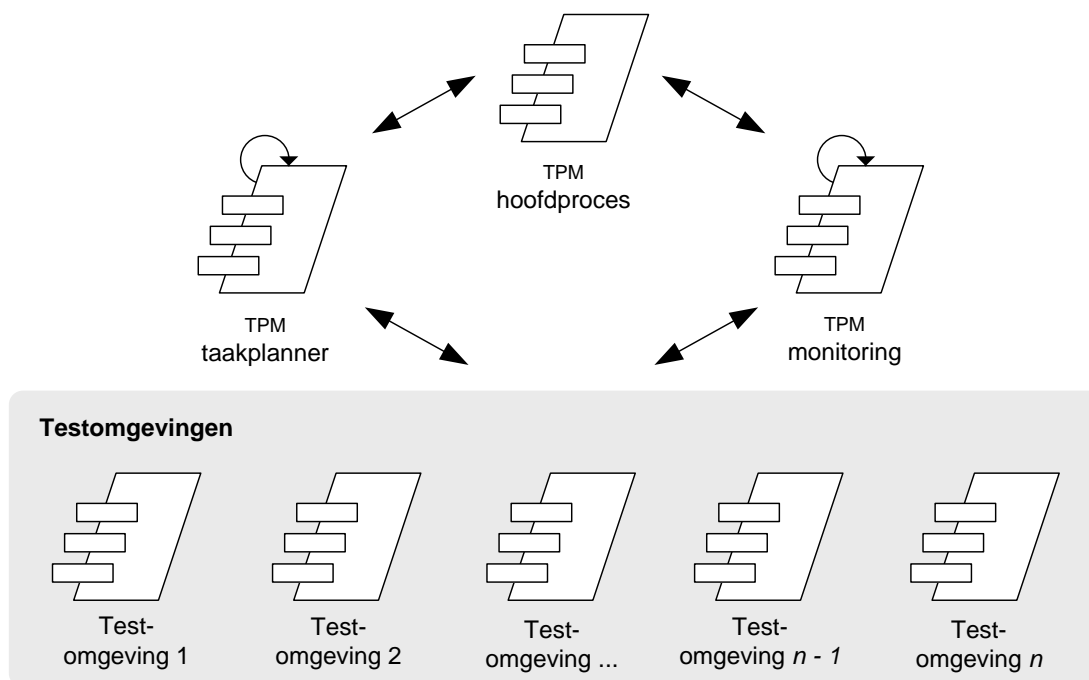 TPM
hoofdproces
TPM
taakplanner
TPM
monitoring
Testomgevingen
Test-
omgeving 1
Test-
omgeving 2
Test-
omgeving ...
Test-
omgeving n - 1
Test-
omgeving n